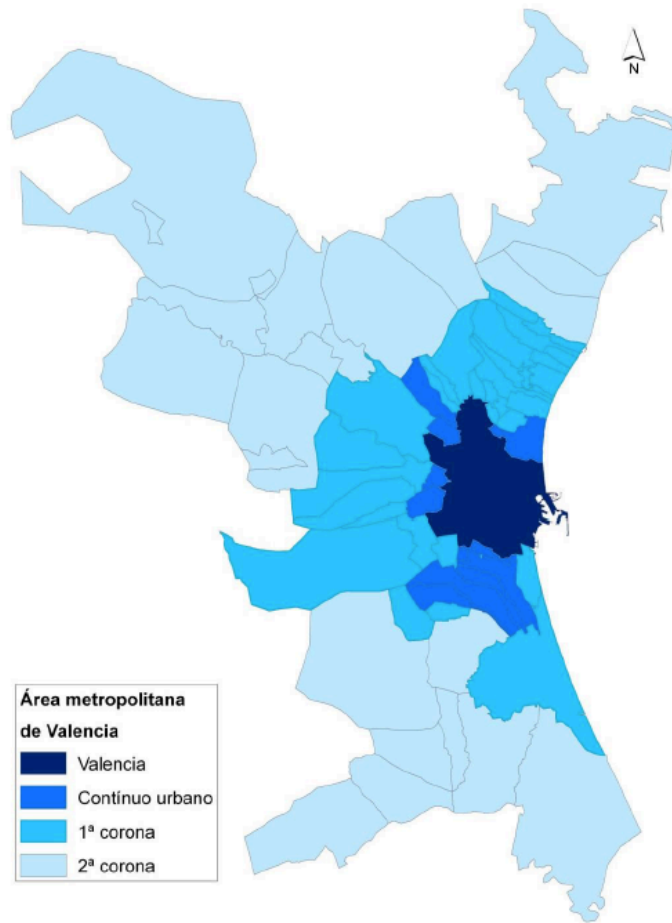 N
Área metropolitana
de Valencia
Valencia
Contínuo urbano
1ª corona
2ª corona